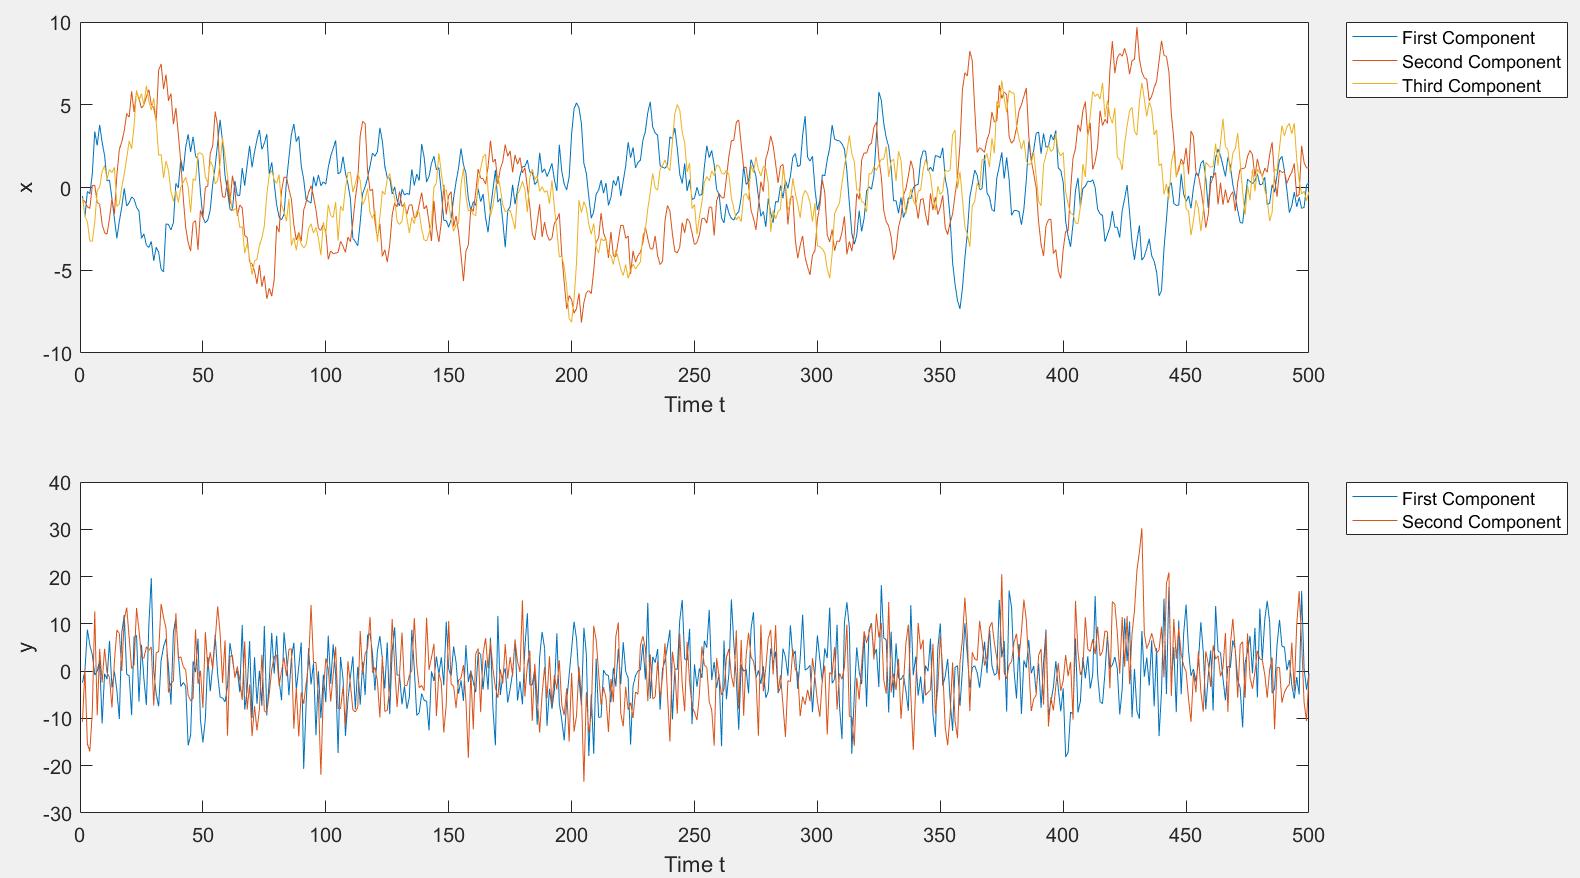 10
5
0
-5
-10
x
0 50 100 150 200 250 300 350 400 450 500
Time t
First Component
Second Component
Third Component
40
30
20
10
0
-10
-20
-30
y
0 50 100 150 200 250 300 350 400 450 500
Time t
First Component
Second Component